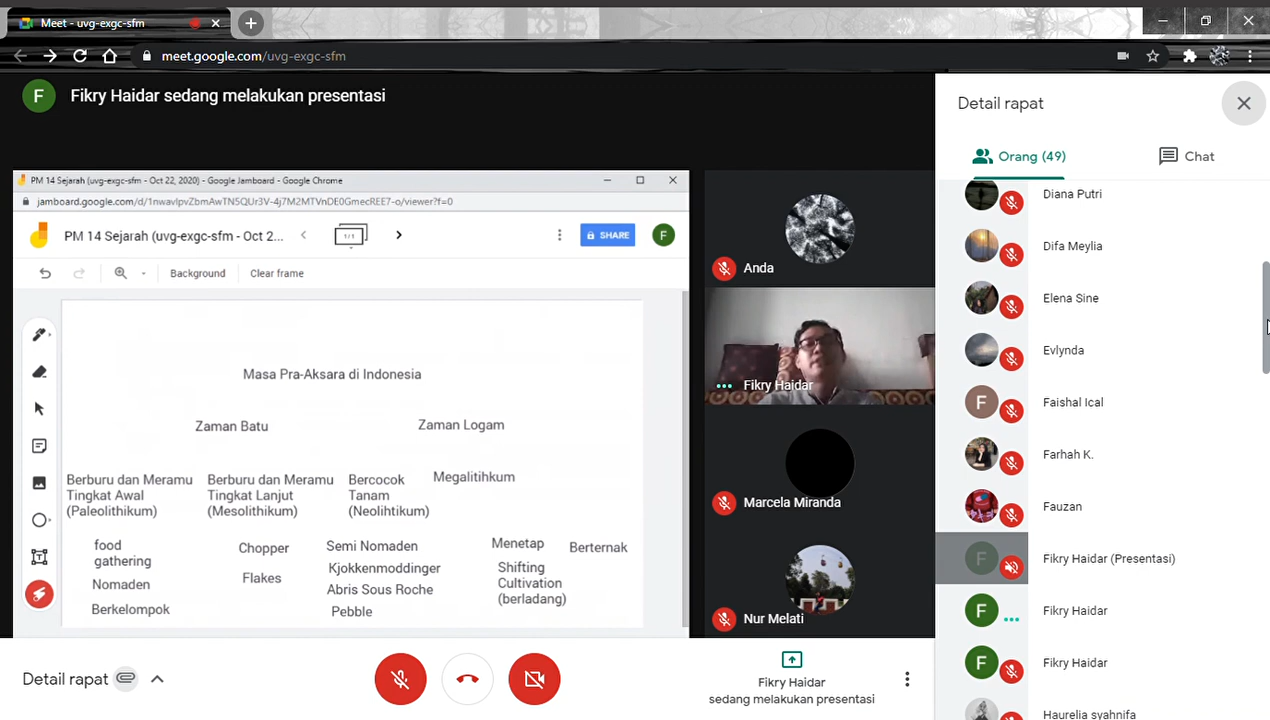 Meet - uvg-exgc-sfm
meet.google.com/uvg-exgc-sfm
F
Fikry Haidar sedang melakukan presentasi
PM 14 Sejarah (uvg-exgc-sfm - Oct 22, 2020) - Google Jamboard - Google Chrome
jamboard.google.com/d/1nwavIpvZbmAwTN5QUr3V-4j7M2MTVnDE0GmecREE7-o/viewer?f=0
PM 14 Sejarah (uvg-exgc-sfm - Oct 2...
1/1
SHARE
F
Background
Clear frame
Masa Pra-Aksara di Indonesia
Zaman Batu
Zaman Logam
Berburu dan Meramu
Tingkat Awal
(Paleolithikum)
Berburu dan Meramu
Tingkat Lanjut
(Mesolithikum)
Bercocok
Tanam
(Neolihtikum)
Megalitihkum
food
gathering
Nomaden
Berkelompok
Chopper
Flakes
Semi Nomaden
Kjokkenmoddinger
Abris Sous Roche
Pebble
Menetap
Shifting
Cultivation
(berladang)
Berternak
Anda
Fikry Haidar
Marcela Miranda
Nur Melati
Detail rapat
Orang (49)
Chat
Diana Putri
Difa Meylia
Elena Sine
Evlynda
F
Faishal Ical
Farhah K.
Fauzan
F
Fikry Haidar (Presentasi)
F
Fikry Haidar
F
Fikry Haidar
Haurelia syahnifa
Detail rapat
Fikry Haidar
sedang melakukan presentasi